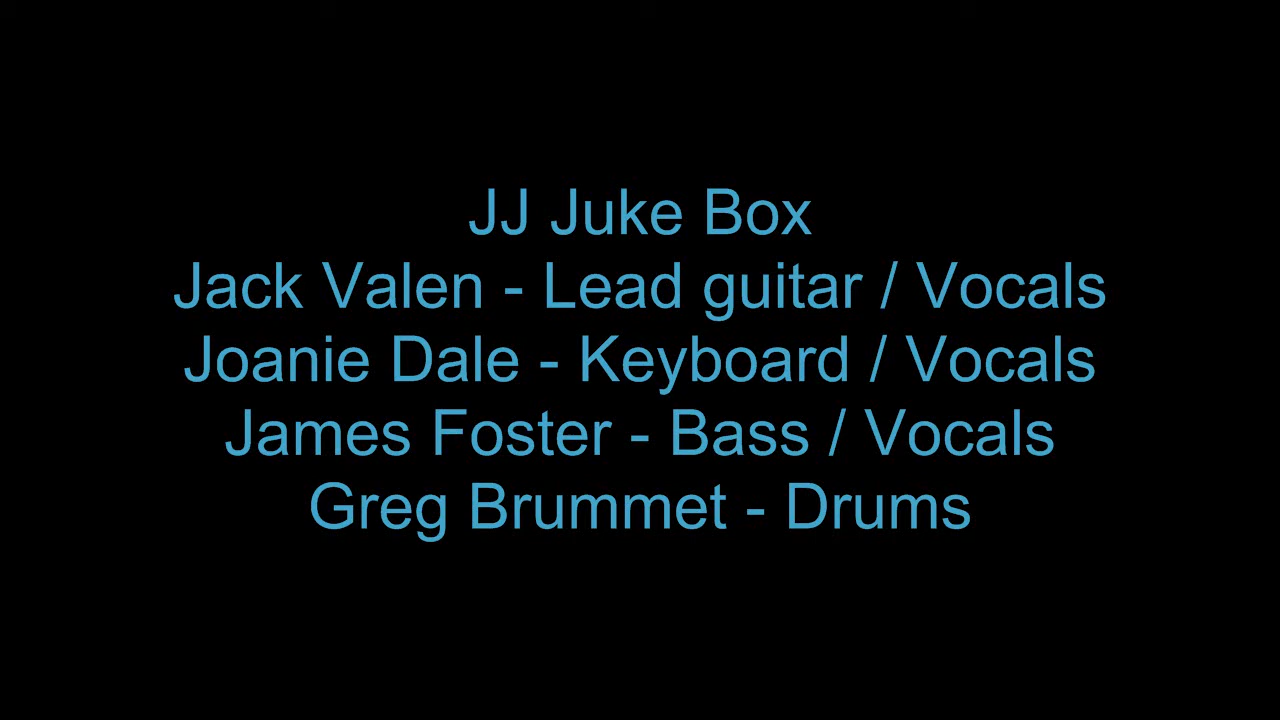 JJ Juke Box
Jack Valen - Lead guitar / Vocals
Joanie Dale - Keyboard / Vocals
James Foster - Bass / Vocals
Greg Brummet - Drums